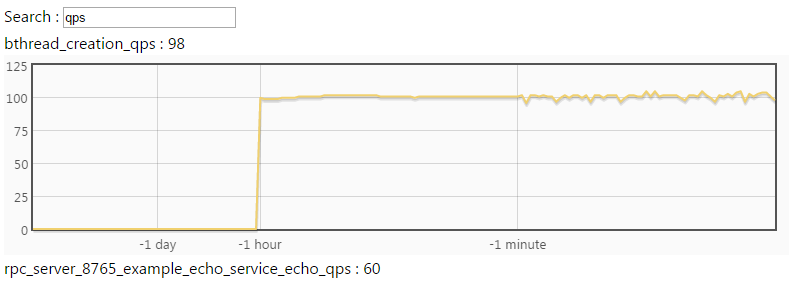 Search : qps
bthread_creation_qps : 98
125
100
75
50
25
0
-1 day -1 hour -1 minute
rpc_server_8765_example_echo_service_echo_qps : 60